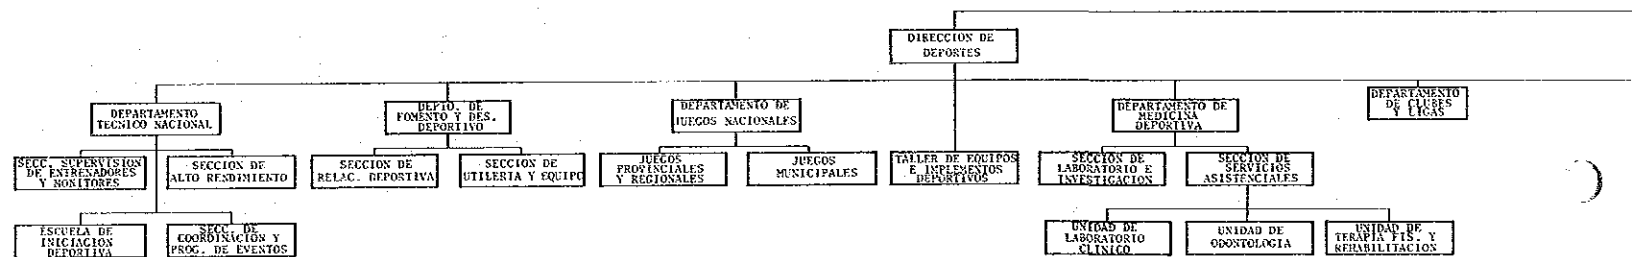 DIRECCION DE
DEPORTES
DEPARTAMENTO
TECNICO NACIONAL
DEPTO. DE
FOMENTO Y DES.
DEPORTIVO
DEPARTAMENTO DE
JUEGOS NACIONALES
DEPARTAMENTO DE
MEDICINA
DEPORTIVA
DEPARTAMENTO
DE CLUBES
Y LIGAS
SECC. SUPERVISION
DE ENTRENADORES
Y MONITORES
SECCION DE
ALTO RENDIMIENTO
SECCION DE
RELAC. DEPORTIVA
SECCION DE
UTILERIA Y EQUIPO
JUEGOS
PROVINCIALES
Y REGIONALES
JUEGOS
MUNICIPALES
TALLER DE EQUIPOS
E IMPLEMENTOS
DEPORTIVOS
SECCION DE
LABORATORIO E
INVESTIGACION
SECCION DE
SERVICIOS
ASISTENCIALES
ESCUELA DE
INICIACION
DEPORTIVA
SECC. DE
COORDINACION Y
PROG. DE EVENTOS
UNIDAD DE
LABORATORIO
CLINICO
UNIDAD DE
ODONTOLOGIA
UNIDAD DE
TERAPIA FIS. Y
REHABILITACION